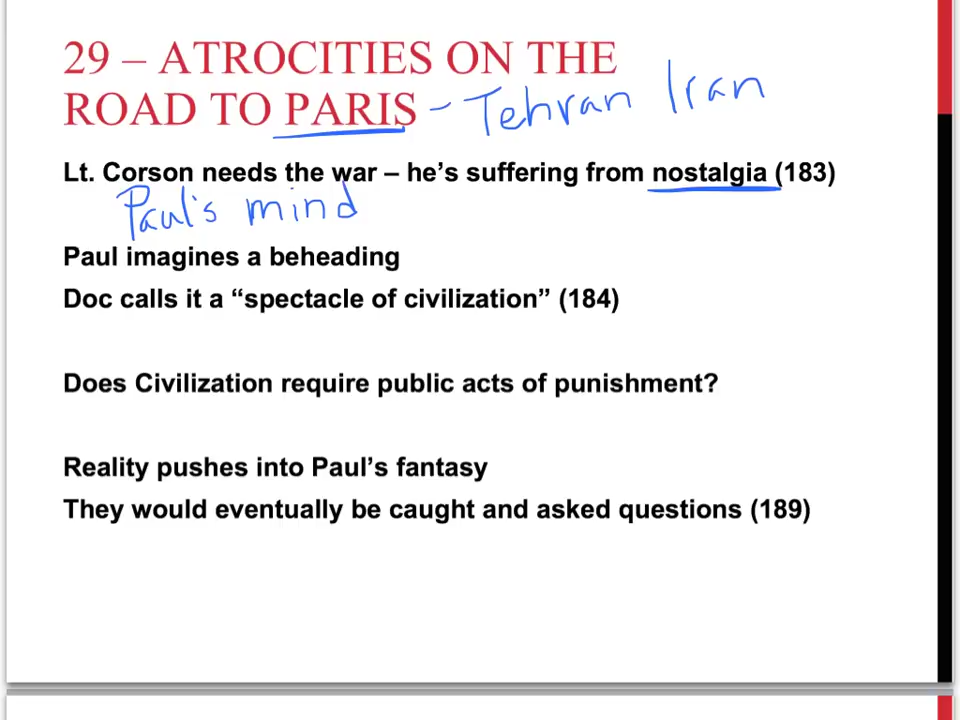 29 – ATROCITIES ON THE
ROAD TO PARIS - Tehran Iran
Lt. Corson needs the war – he’s suffering from nostalgia (183)
Paul's mind
Paul imagines a beheading
Doc calls it a “spectacle of civilization” (184)
Does Civilization require public acts of punishment?
Reality pushes into Paul’s fantasy
They would eventually be caught and asked questions (189)